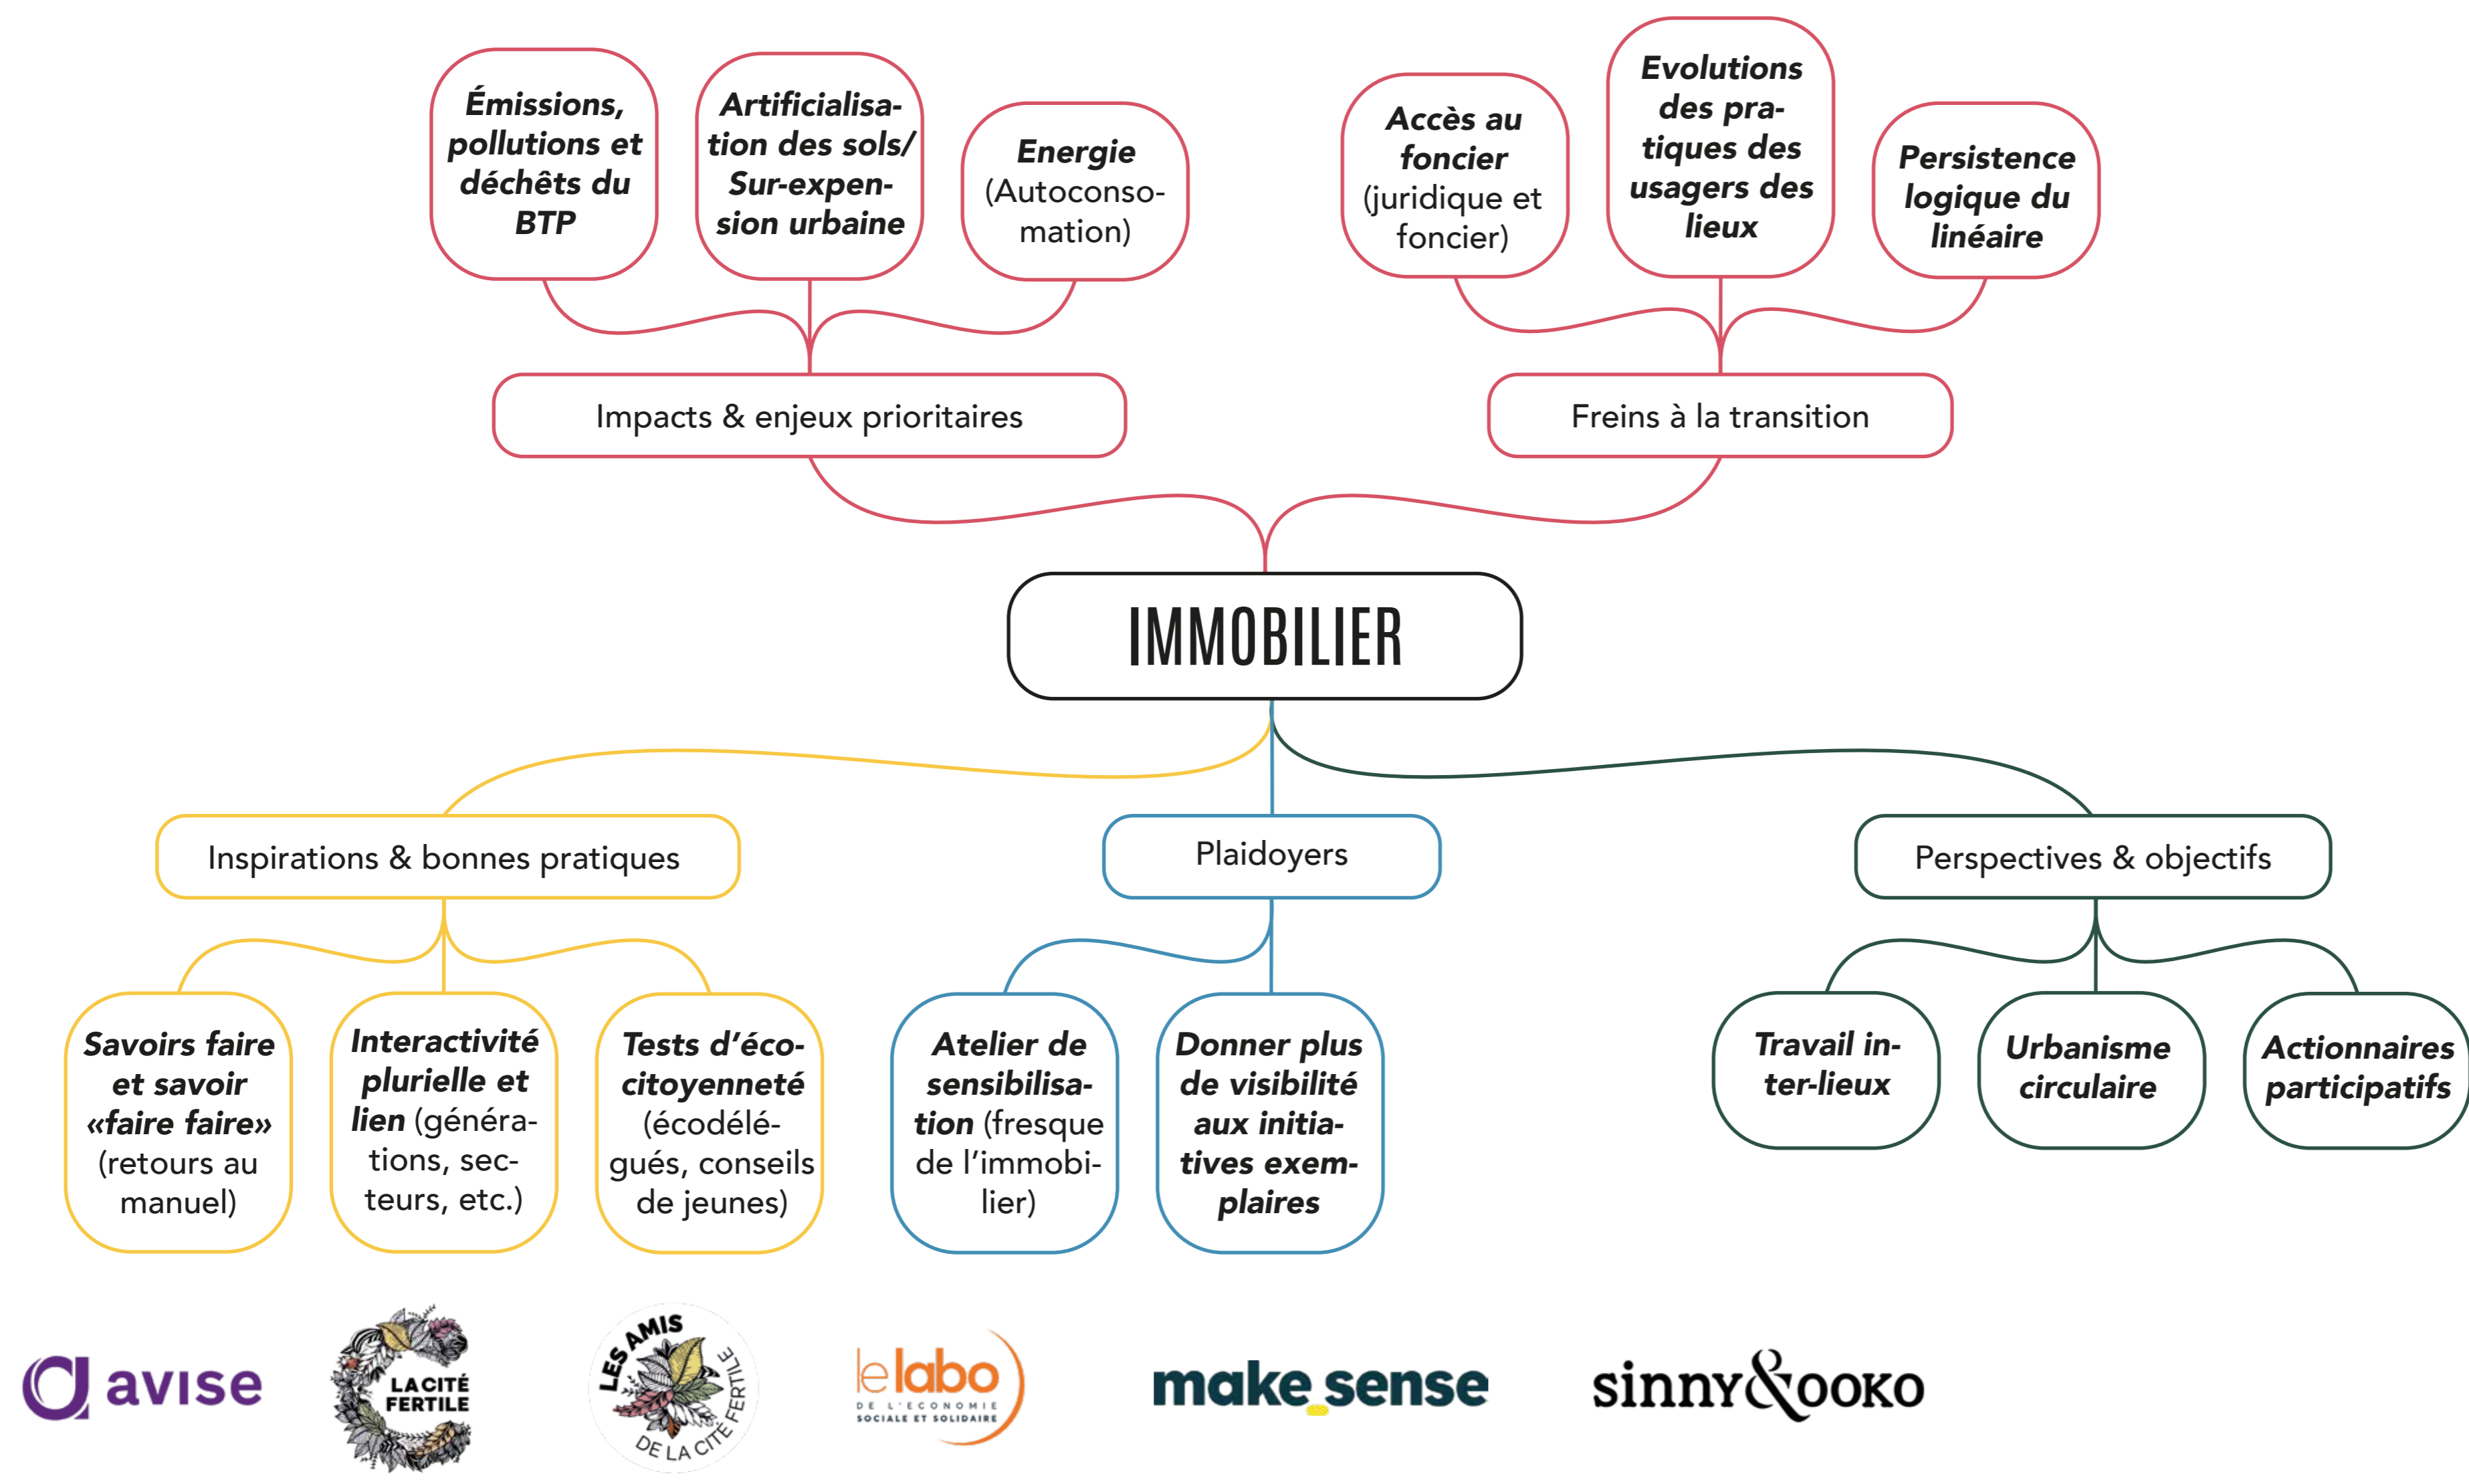 Émissions,
pollutions et
déchêts du
BTP
Artificialisa-
tion des sols/
Sur-expen-
sion urbaine
Energie
(Autoconso-
mation)
Accès au
foncier
(juridique et
foncier)
Evolutions
des pra-
tiques des
usagers des
lieux
Persistence
logique du
linéaire
Impacts & enjeux prioritaires
Freins à la transition
IMMOBILIER
Inspirations & bonnes pratiques
Plaidoyers
Perspectives & objectifs
Savoirs faire
et savoir
«faire faire»
(retours au
manuel)
Interactivité
plurielle et
lien (généra-
tions, sec-
teurs, etc.)
Tests d'éco-
citoyenneté
(écodélé-
gués, conseils
de jeunes)
Atelier de
sensibilisa-
tion (fresque
de l'immobi-
lier)
Donner plus
de visibilité
aux initia-
tives exem-
plaires
Travail in-
ter-lieux
Urbanisme
circulaire
Actionnaires
participatifs
avise
LA CITÉ
FERTILE
LES AMIS
DE LA CITÉ FERTILE
le labo
DE L'ECONOMIE
SOCIALE ET SOLIDAIRE
make_sense
sinny&ooko